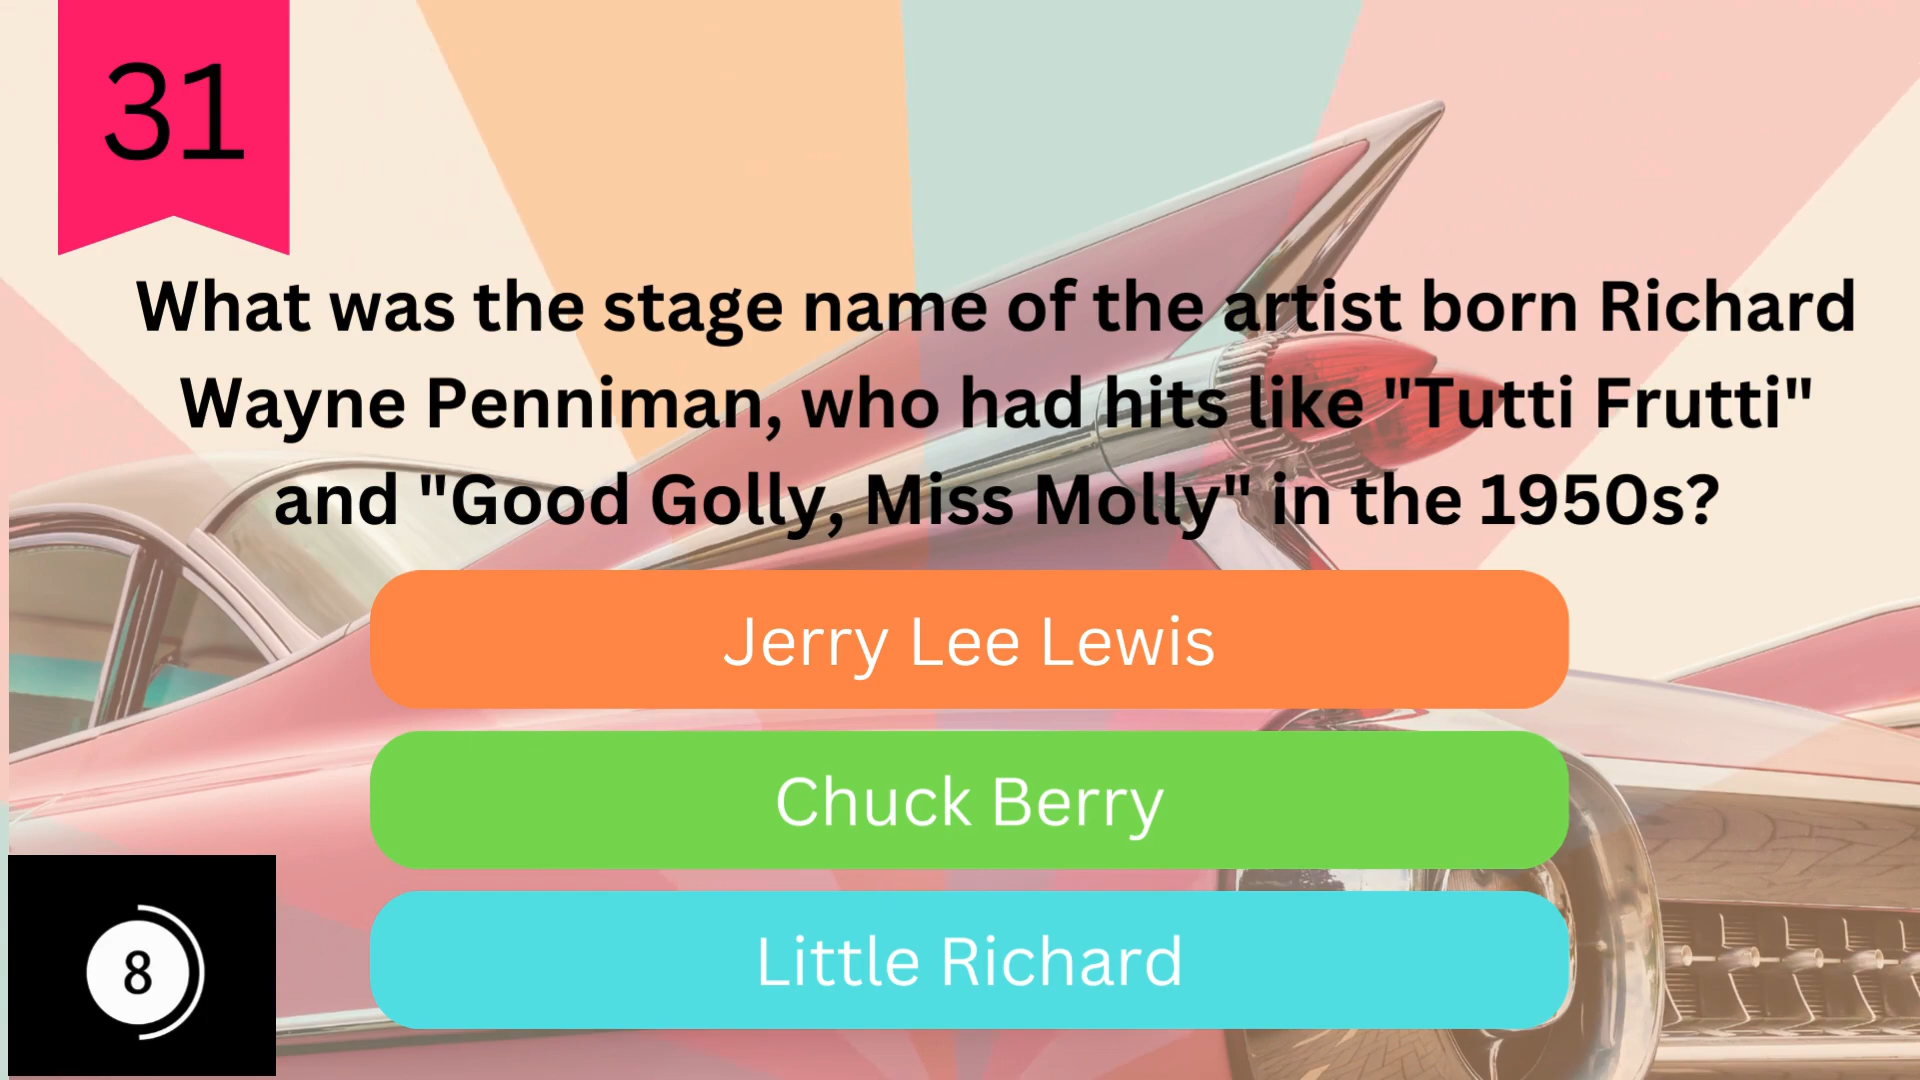 31
What was the stage name of the artist born Richard
Wayne Penniman, who had hits like "Tutti Frutti"
and "Good Golly, Miss Molly" in the 1950s?
Jerry Lee Lewis
Chuck Berry
Little Richard
8